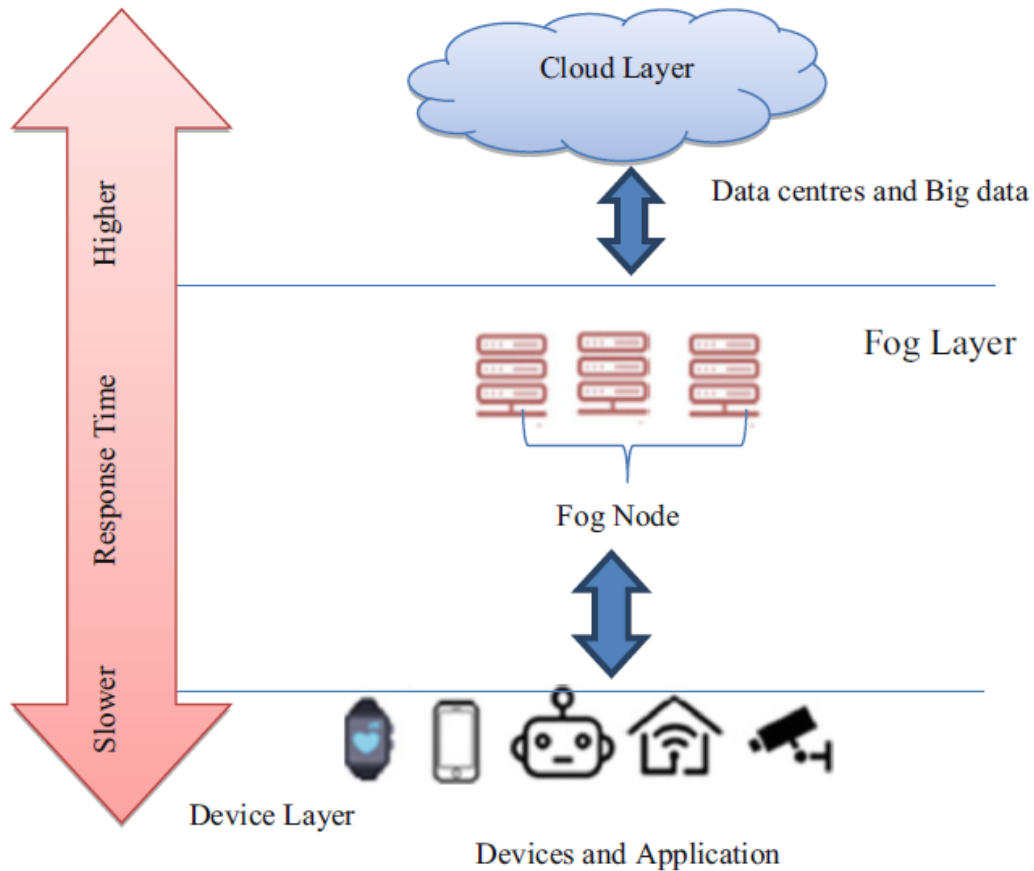 Cloud Layer
Data centres and Big data
Higher
Fog Layer
Response Time
Fog Node
Slower
Device Layer
Devices and Application